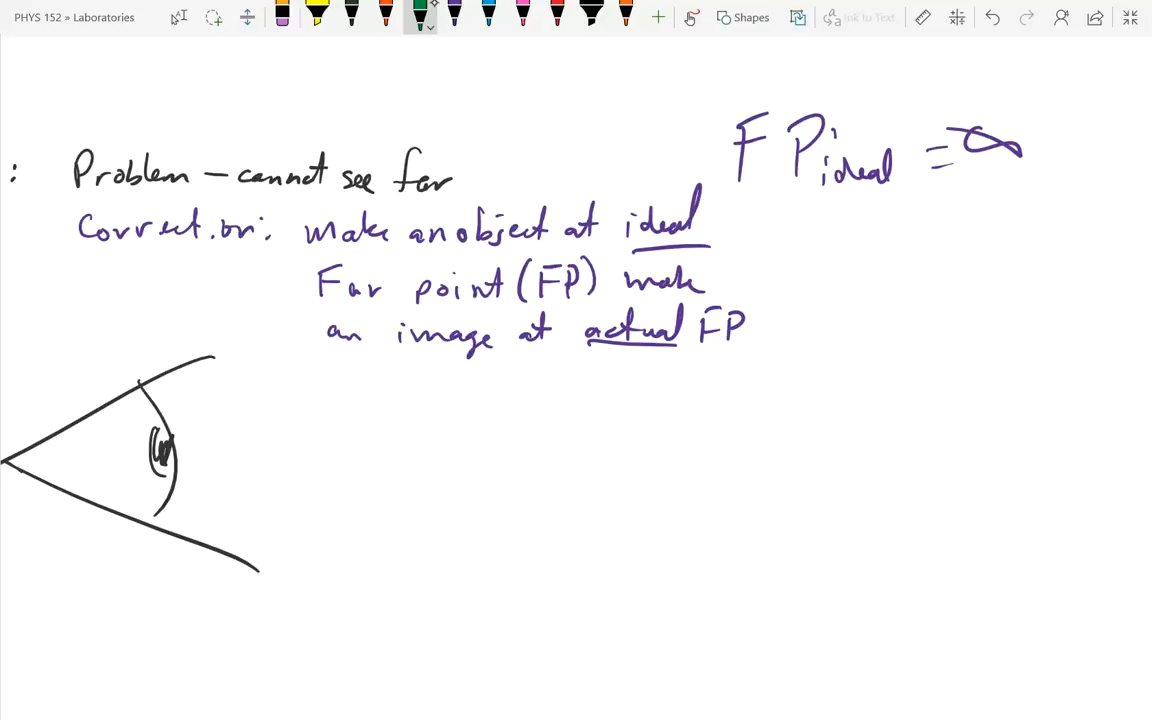 PHYS 152 » Laboratories
Shapes
Ink to Text
: Problem – cannot see far
FP ideal = ∞
Correction: make an object at ideal
Far point (FP) make
an image at actual FP